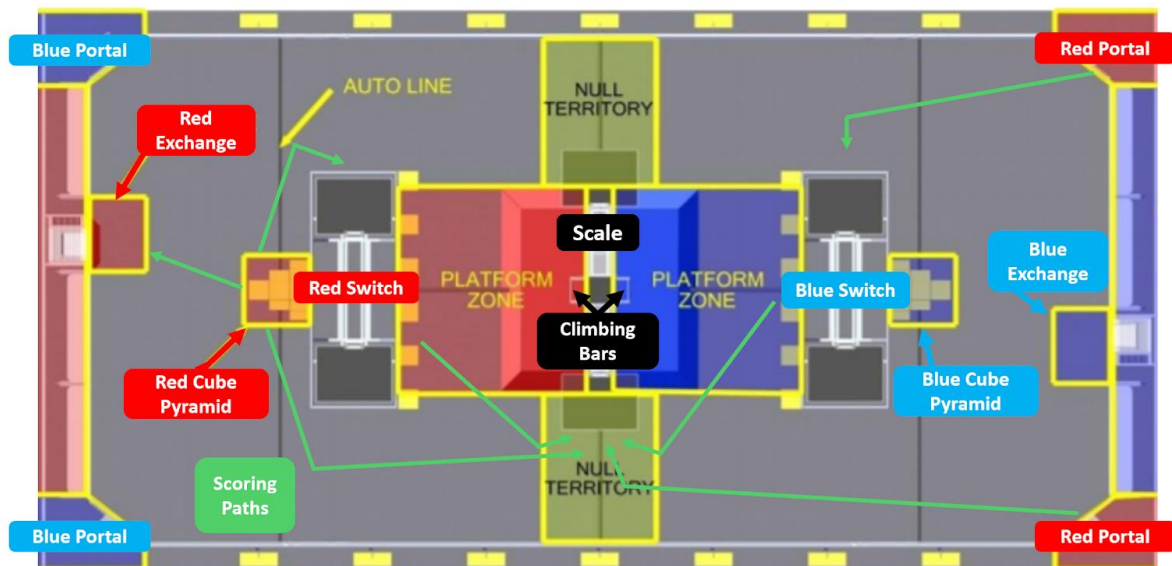 Blue Portal
Red Portal
AUTO LINE
NULL
TERRITORY
Red
Exchange
Scale
Blue
Exchange
PLATFORM
ZONE
PLATFORM
ZONE
Red Switch
Blue Switch
Climbing
Bars
Red Cube
Pyramid
Blue Cube
Pyramid
Scoring
Paths
NULL
TERRITORY
Blue Portal
Red Portal